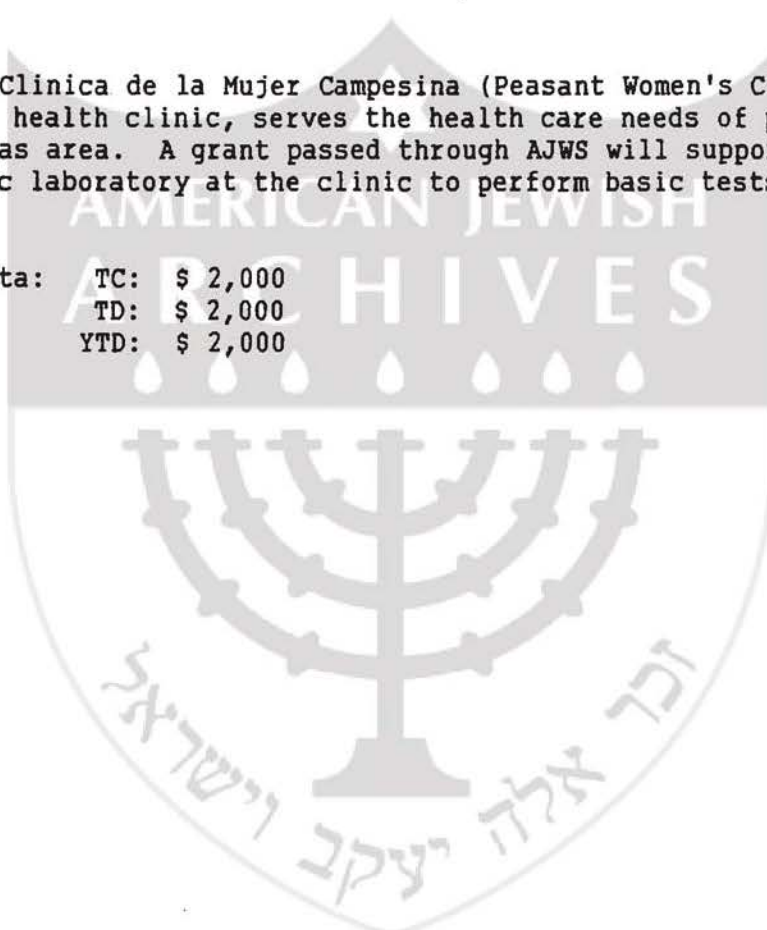 Clinica de la Mujer Campesina (Peasant Women's C
health clinic, serves the health care needs of
as area. A grant passed through AJWS will suppo
c laboratory at the clinic to perform basic tests
AMERICAN JEWISH
ARCHIVES
ta: TC: $ 2,000
TD: $ 2,000
YTD: $ 2,000
זכר אלה יעקב וישראל